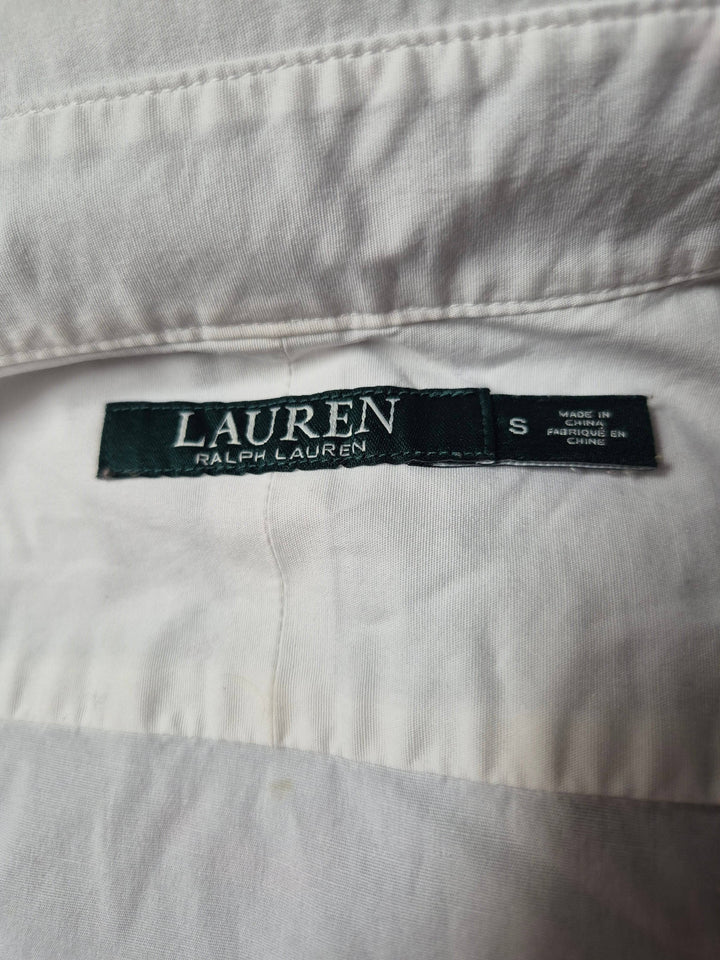 LAUREN
RALPH LAUREN
S
MADE IN
CHINA
FABRIQUÉ EN
CHINE